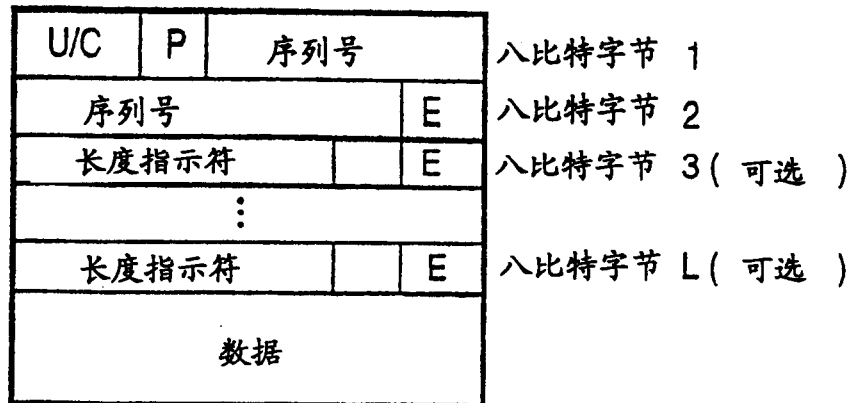 U/C P 序列号 八比特字节 1
序列号 E 八比特字节 2
长度指示符 E 八比特字节 3 ( 可选 )
⋮
长度指示符 E 八比特字节 L ( 可选 )
数据